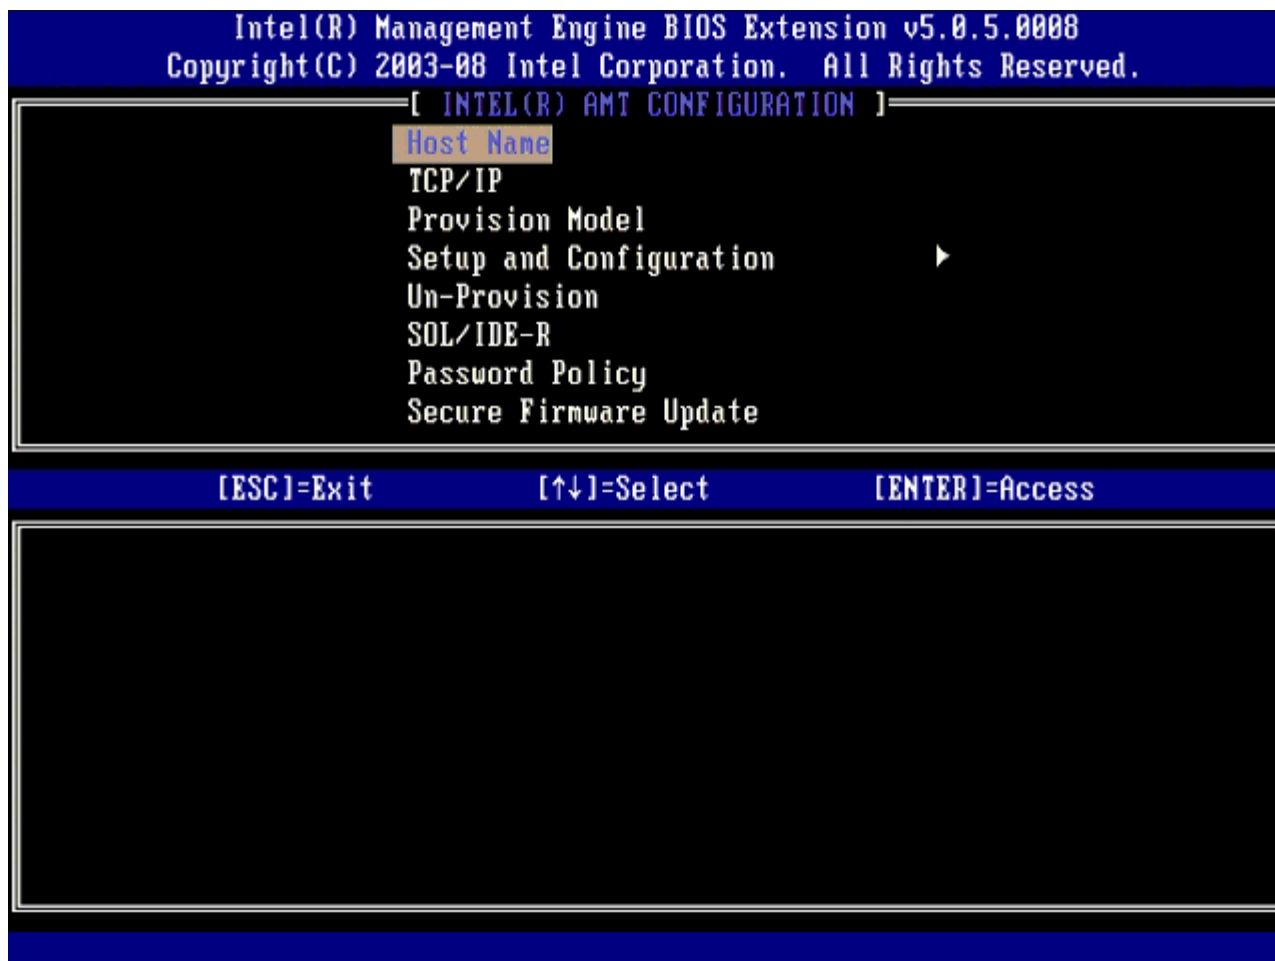 Intel(R) Management Engine BIOS Extension v5.0.5.0008
Copyright(C) 2003-08 Intel Corporation. All Rights Reserved.
[ INTEL(R) AMT CONFIGURATION ]
Host Name
TCP/IP
Provision Model
Setup and Configuration ►
Un-Provision
SOL/IDE-R
Password Policy
Secure Firmware Update
[ESC]=Exit [↑↓]=Select [ENTER]=Access